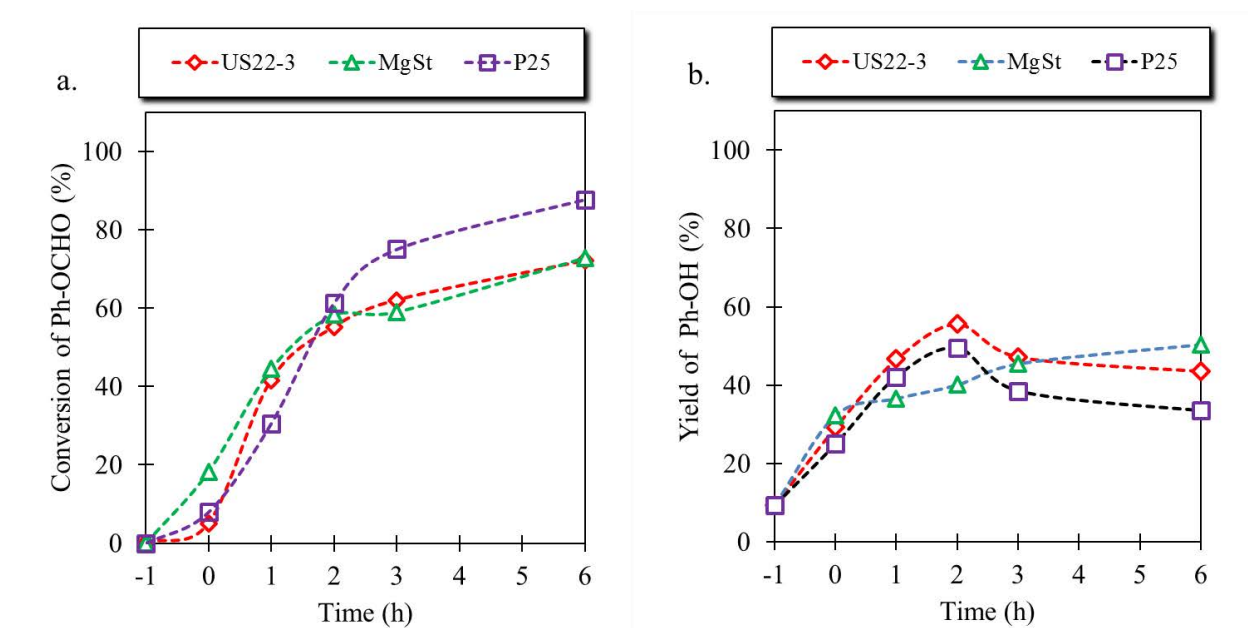 a.
US22-3 MgSt P25
Conversion of Ph-OCHO (%)
100
80
60
40
20
0
-1 0 1 2 3 4 5 6
Time (h)
b.
US22-3 MgSt P25
Yield of Ph-OH (%)
100
80
60
40
20
0
-1 0 1 2 3 4 5 6
Time (h)